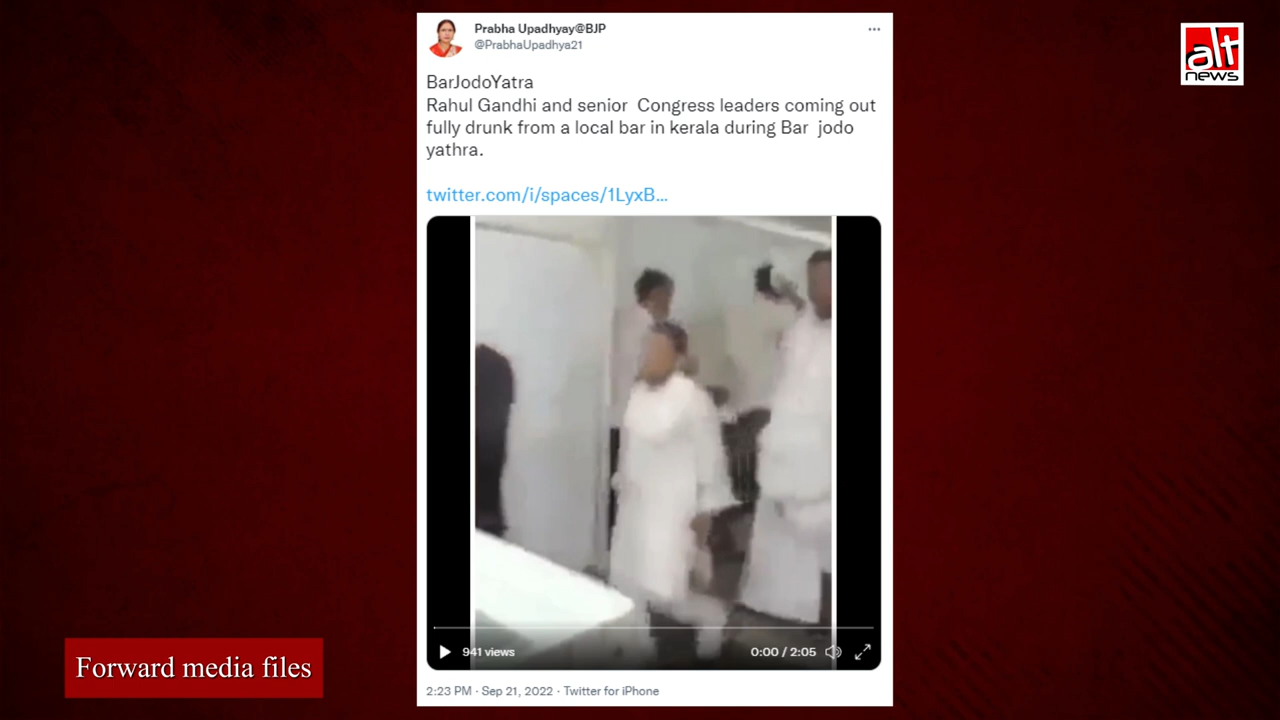 Prabha Upadhyay@BJP
@PrabhaUpadhya21
BarJodoYatra
Rahul Gandhi and senior Congress leaders coming out
fully drunk from a local bar in kerala during Bar jodo
yathra.
twitter.com/i/spaces/1LyxB...
941 views
0:00 / 2:05
2:23 PM · Sep 21, 2022 · Twitter for iPhone
alt
news
Forward media files